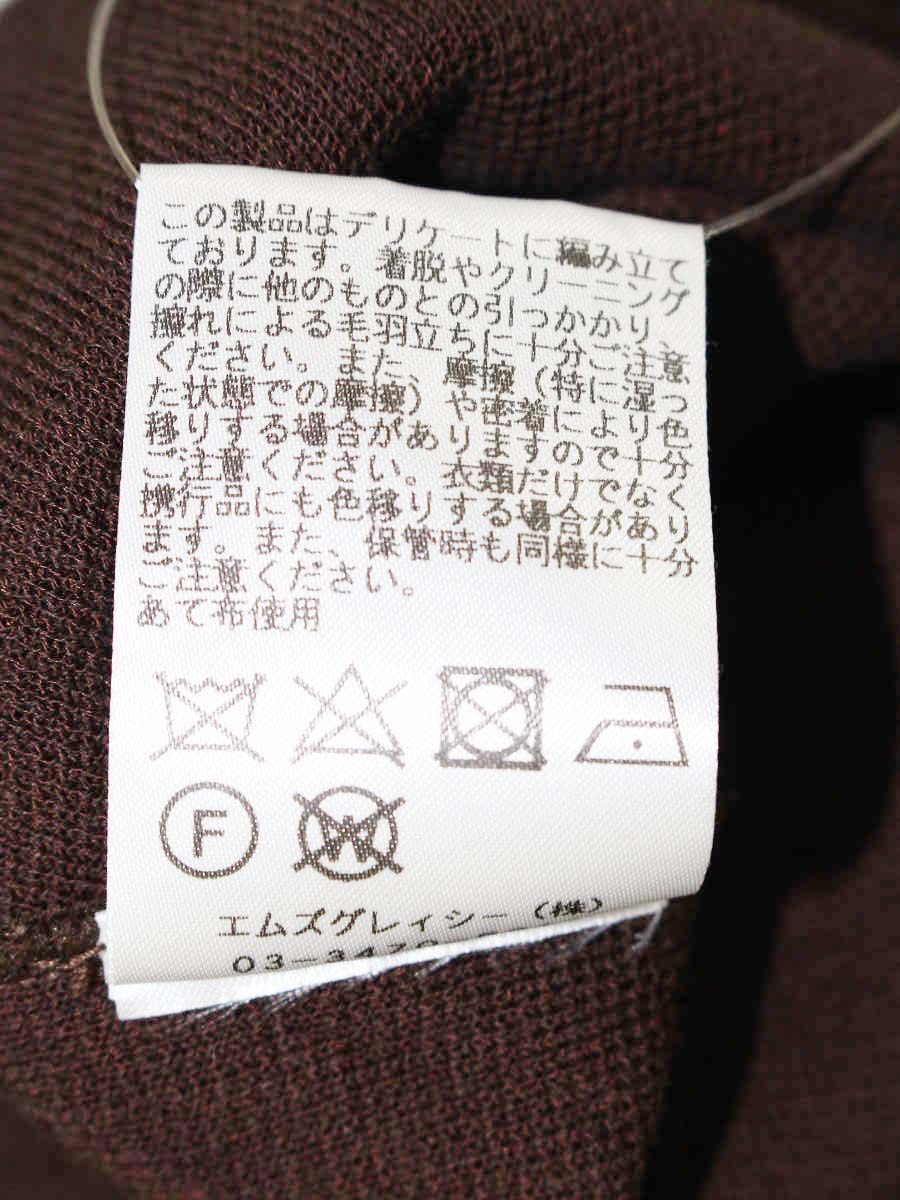 この製品はデリケートに編み立て
ております。着脱やクリーニング
の際に他のものとの引っかかり
擦れによる毛羽立ちに十分ご注意
ください。また、摩擦(特に湿っ
た状態での摩擦)や密着により色
移りする場合がありますので十分
ご注意ください。衣類だけでなく
携行品にも色移りする場合があり
ます。また、保管時も同様に十分
ご注意ください。
あて布使用
F
W
エムズグレイシー(株)
03-3470